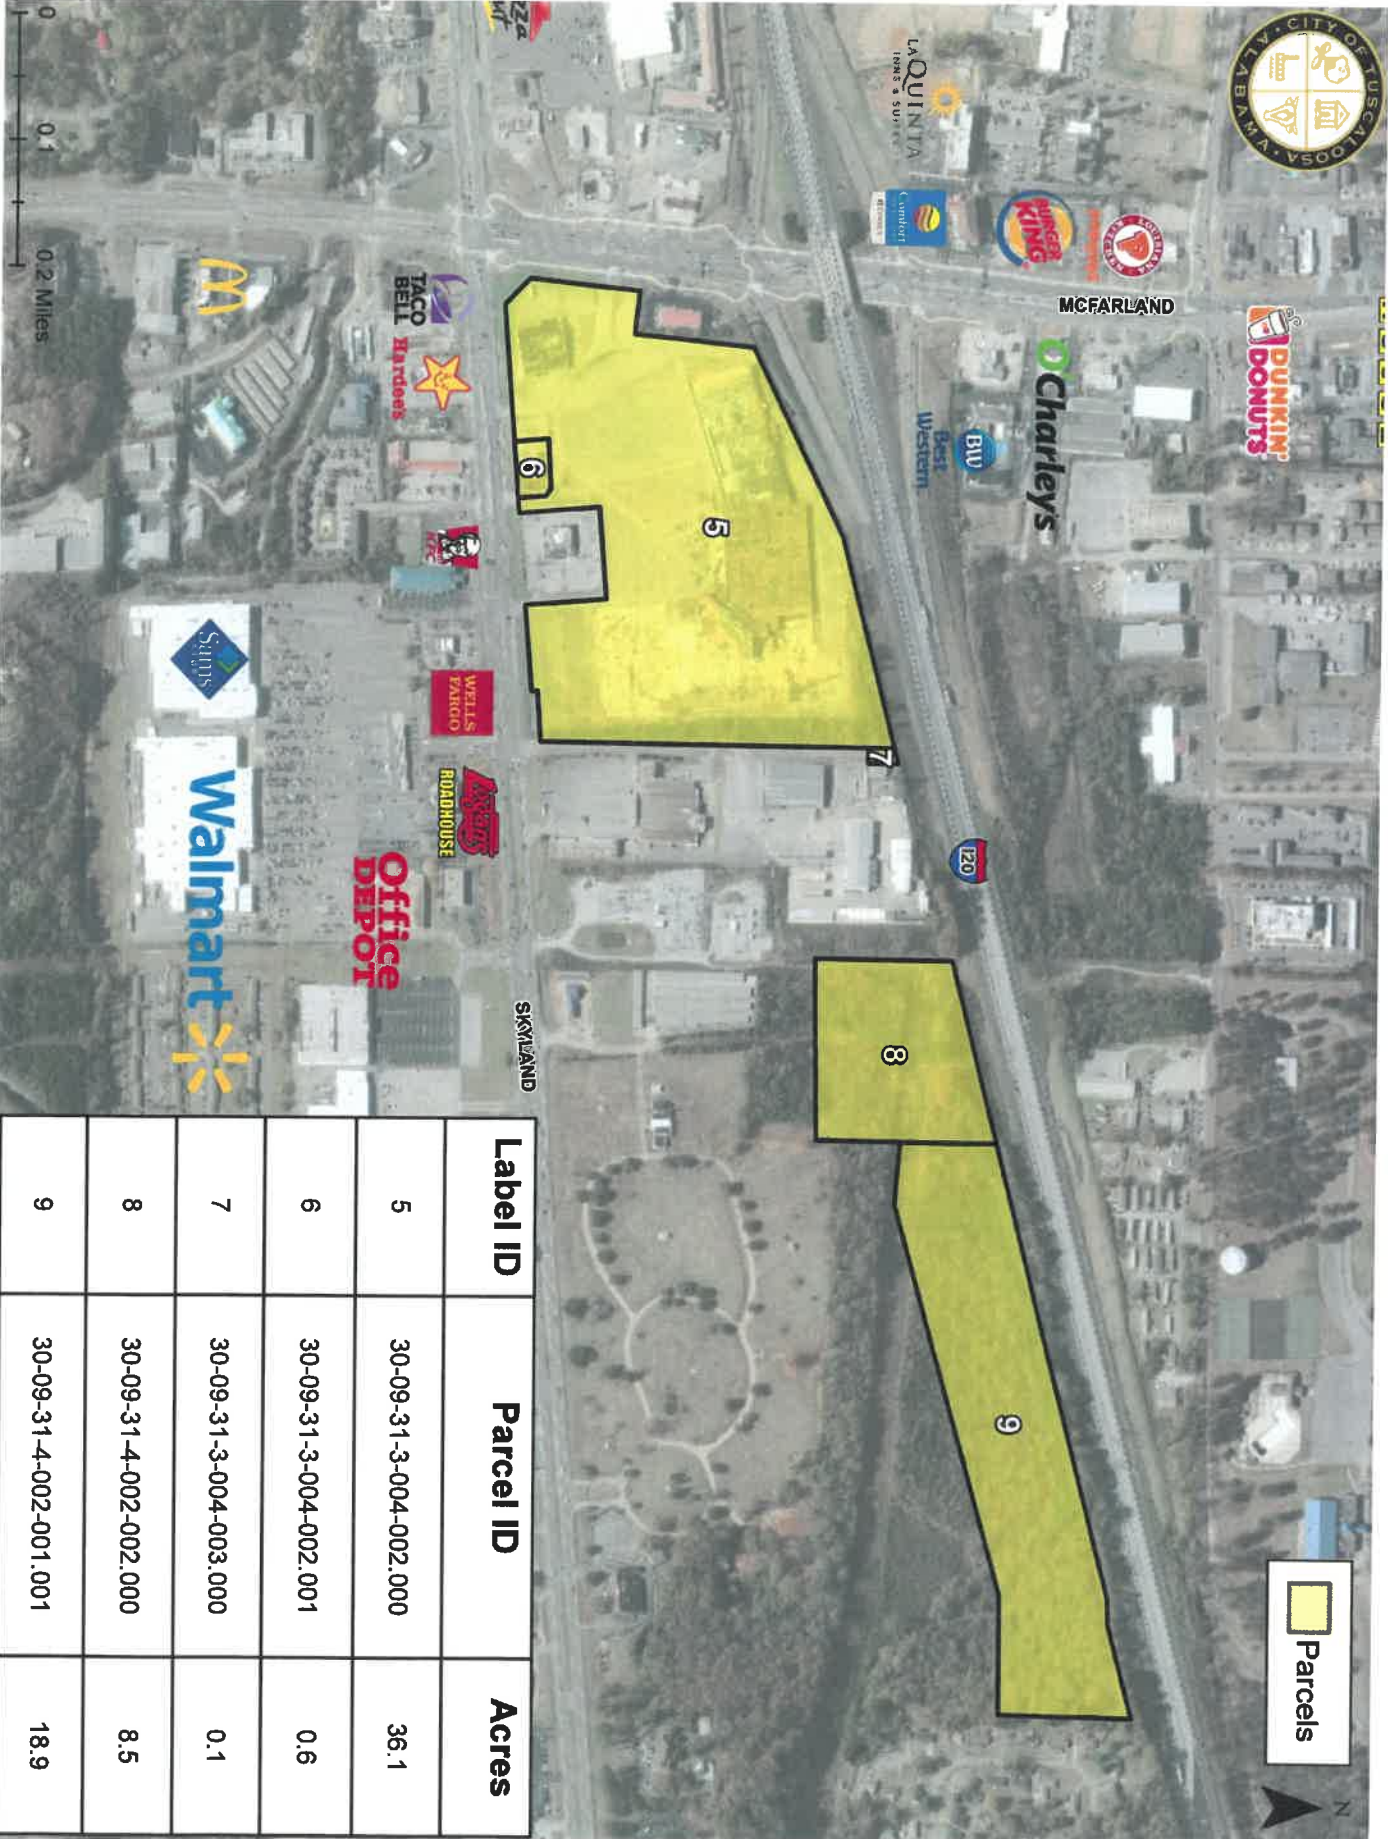 CITY OF TUSCALOOSA
ALABAMA
Parcels
N
DUNKIN'
DONUTS
LOUISIANA
KITCHEN
BURGER
KING
MCFARLAND
LAQUINTA
INNS & SUITES
Comfort
O'Charley's
BW
Best
Western
I20
5
6
7
8
9
TACO
BELL
Hardee's
KFC
WELLS
FARGO
Logan's
ROADHOUSE
SKYLAND
Office
DEPOT
Sam's
Walmart
0 0.1 0.2 Miles
Label ID Parcel ID Acres
5 30-09-31-3-004-002.000 36.1
6 30-09-31-3-004-002.001 0.6
7 30-09-31-3-004-003.000 0.1
8 30-09-31-4-002-002.000 8.5
9 30-09-31-4-002-001.001 18.9